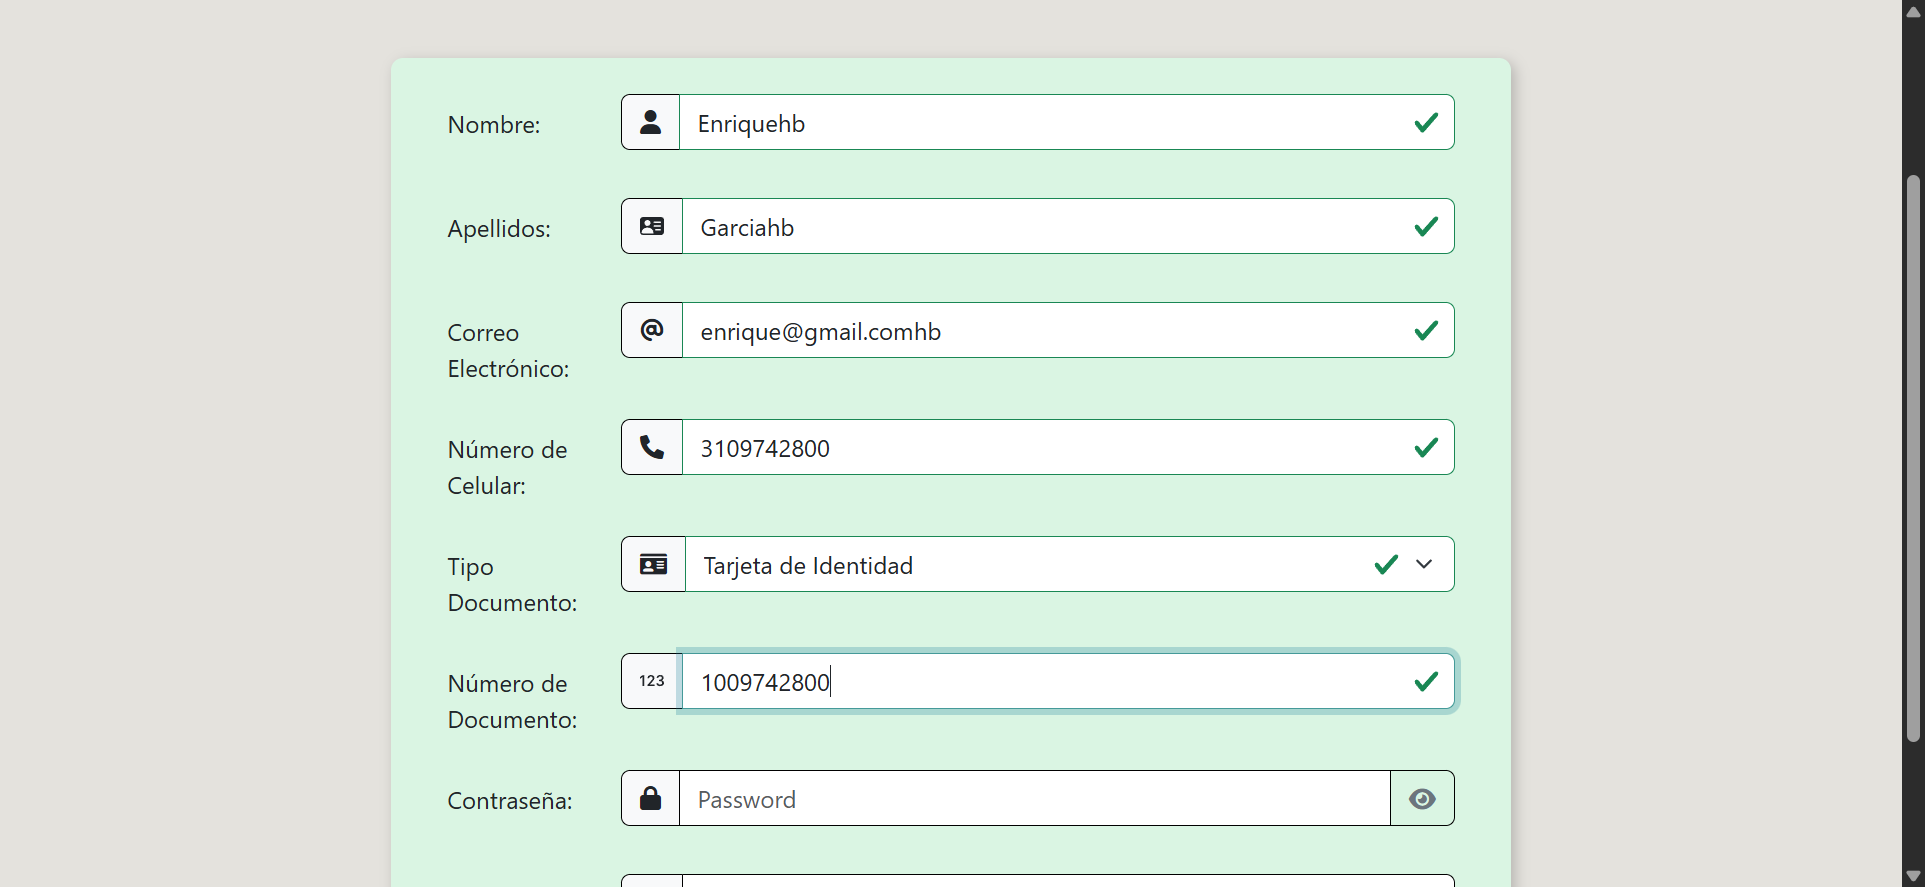 Nombre:
Enriquehb
Apellidos:
Garciahb
Correo
Electrónico:
@
enrique@gmail.comhb
Número de
Celular:
3109742800
Tipo
Documento:
Tarjeta de Identidad
Número de
Documento:
123
1009742800
Contraseña:
Password